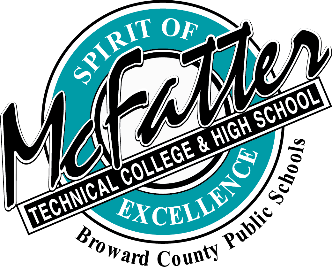 SPIRIT OF
McFatter
TECHNICAL COLLEGE & HIGH SCHOOL
EXCELLENCE
Broward County Public Schools